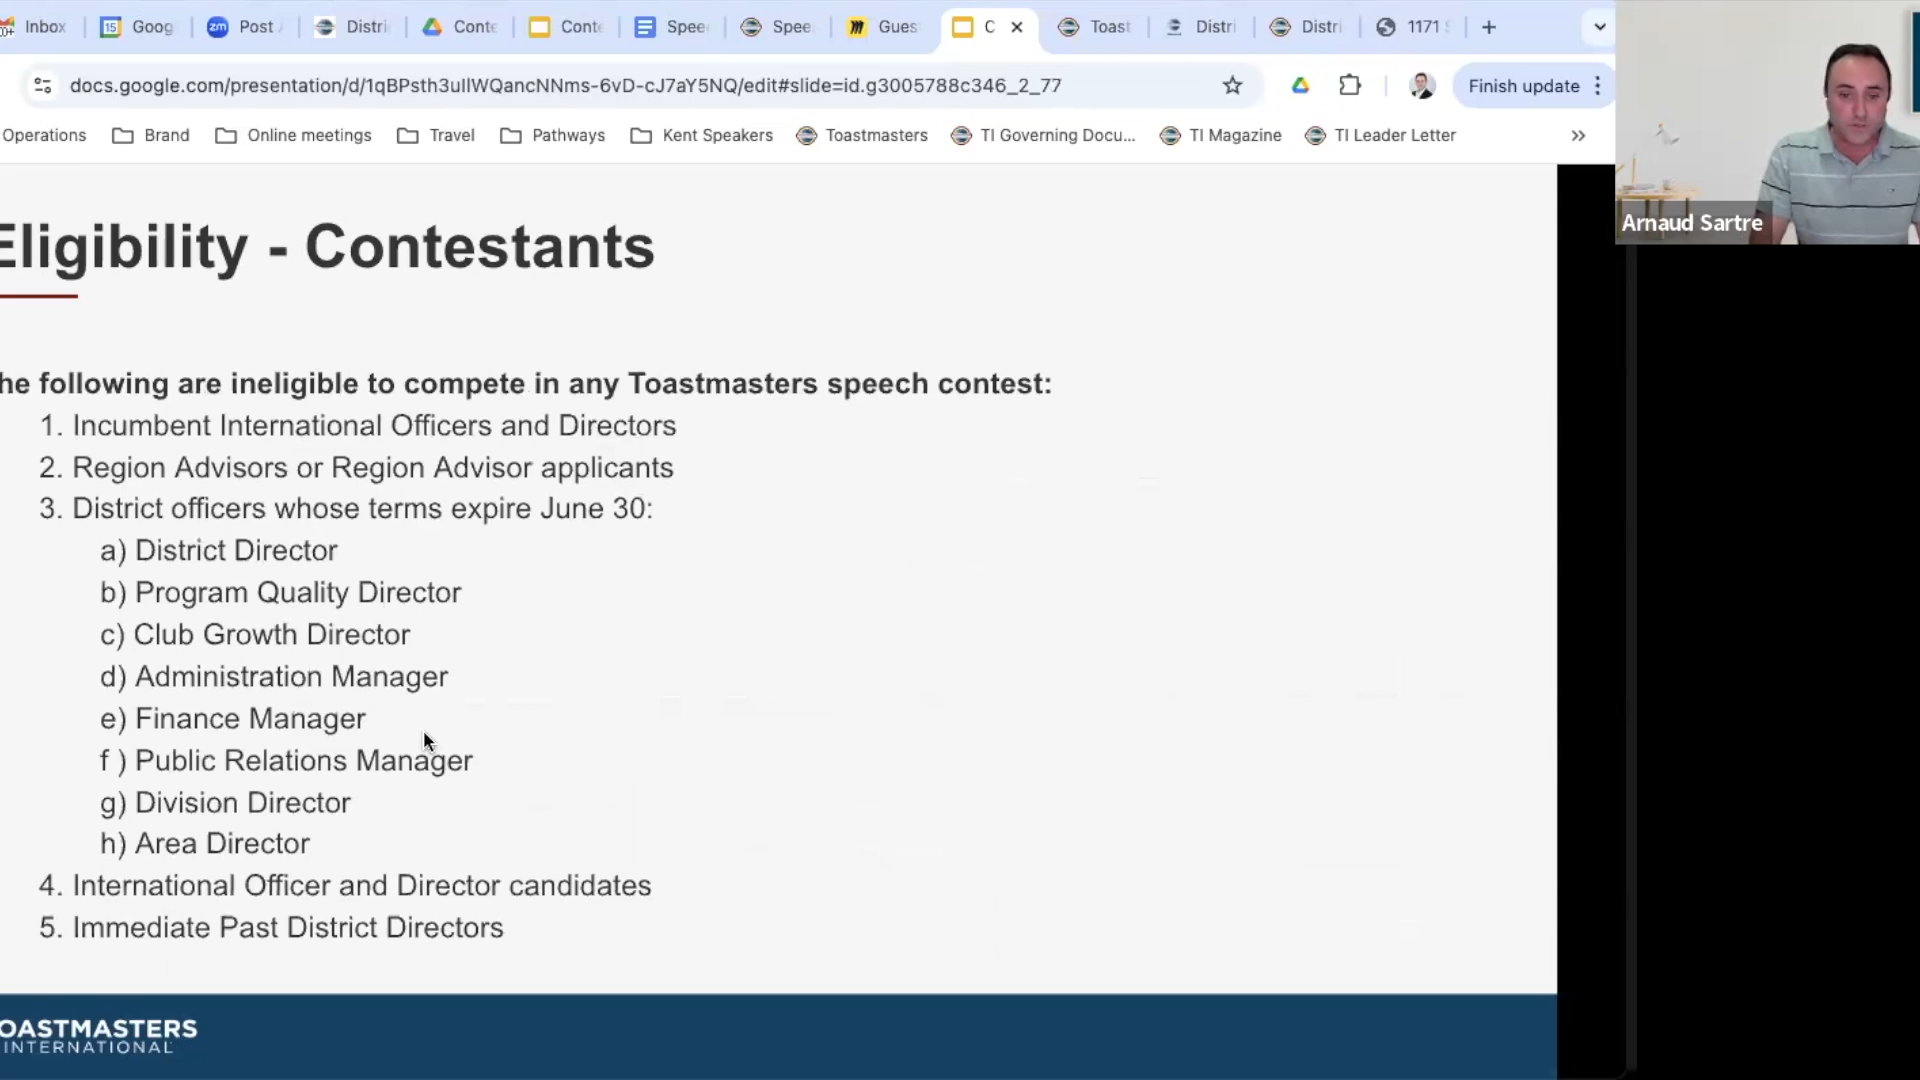 Inbox 15 Goog zm Post Distri Conte Conte Spee Spee Gues C Toast Distri Distri 1171
docs.google.com/presentation/d/1qBPsth3uIlWQancNNms-6vD-cJ7aY5NQ/edit#slide=id.g3005788c346_2_77 Finish update
Operations Brand Online meetings Travel Pathways Kent Speakers Toastmasters TI Governing Docu... TI Magazine TI Leader Letter »
Arnaud Sartre
Eligibility - Contestants
he following are ineligible to compete in any Toastmasters speech contest:
1. Incumbent International Officers and Directors
2. Region Advisors or Region Advisor applicants
3. District officers whose terms expire June 30:
a) District Director
b) Program Quality Director
c) Club Growth Director
d) Administration Manager
e) Finance Manager
f ) Public Relations Manager
g) Division Director
h) Area Director
4. International Officer and Director candidates
5. Immediate Past District Directors
OASTMASTERS
INTERNATIONAL